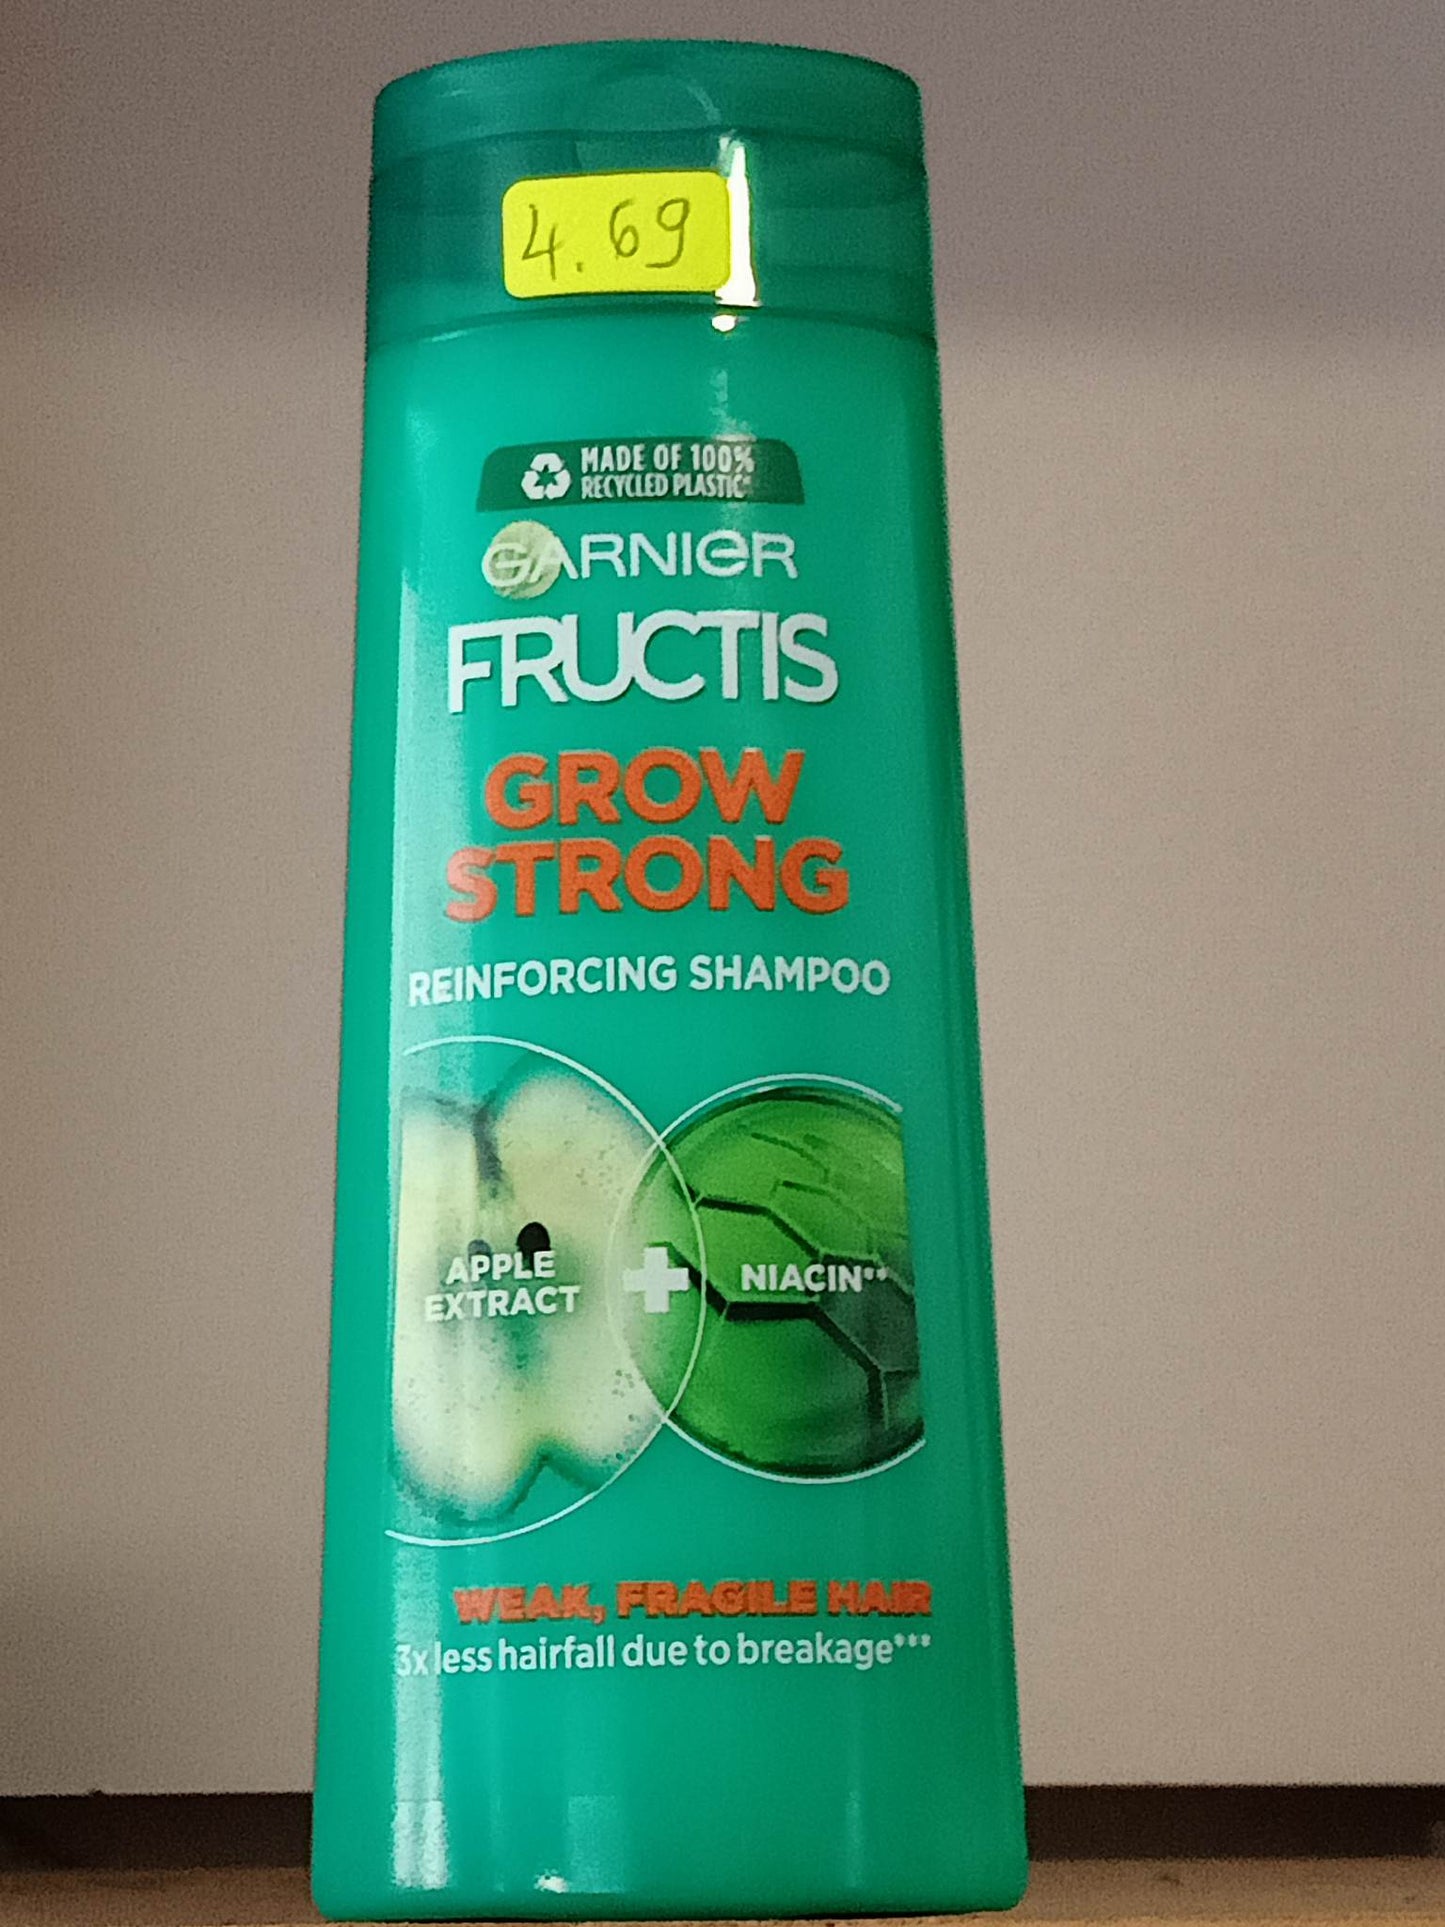 4.69
MADE OF 100%
RECYCLED PLASTIC*
GARNIER
FRUCTIS
GROW
STRONG
REINFORCING SHAMPOO
APPLE
EXTRACT
+
NIACIN**
WEAK, FRAGILE HAIR
3x less hairfall due to breakage***